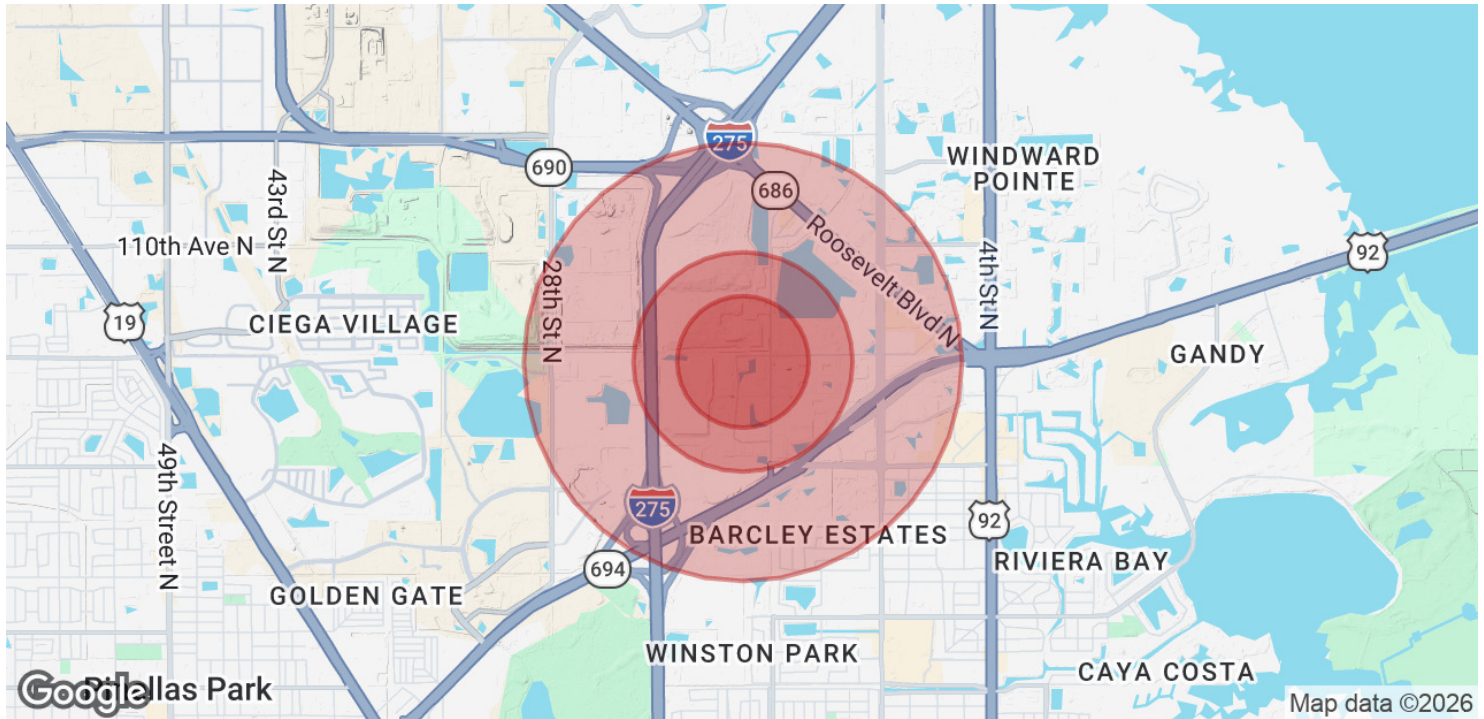 275
WINDWARD
POINTE
690
686
43rd St N
110th Ave N
Roosevelt Blvd N
4th St N
92
28th St N
19
CIEGA VILLAGE
GANDY
49th Street N
275
92
BARCLEY ESTATES
RIVIERA BAY
694
GOLDEN GATE
WINSTON PARK
CAYA COSTA
Pinellas Park
Google
Map data ©2026